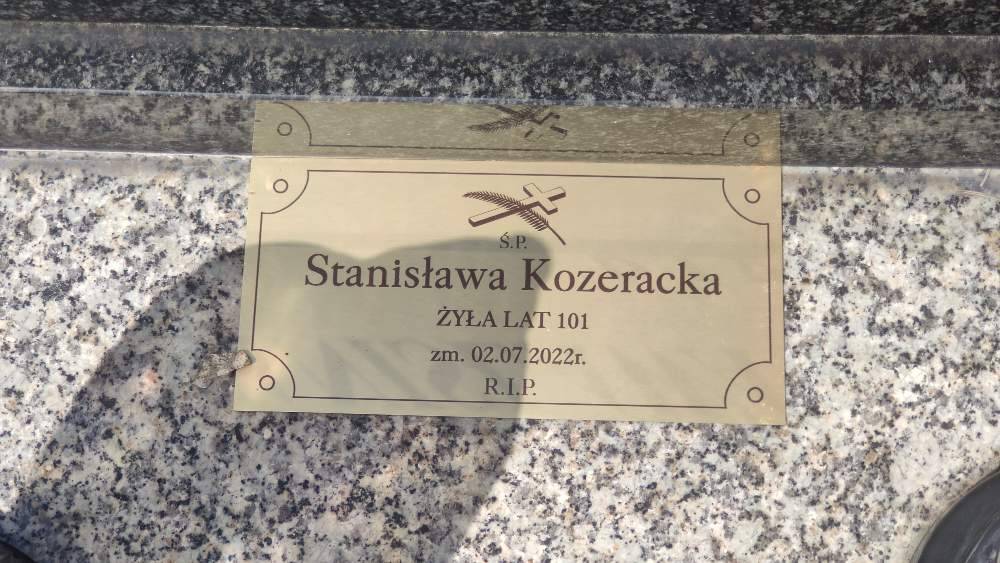 Ś.P.
Stanisława Kozeracka
ŻYŁA LAT 101
zm. 02.07.2022r.
R.I.P.